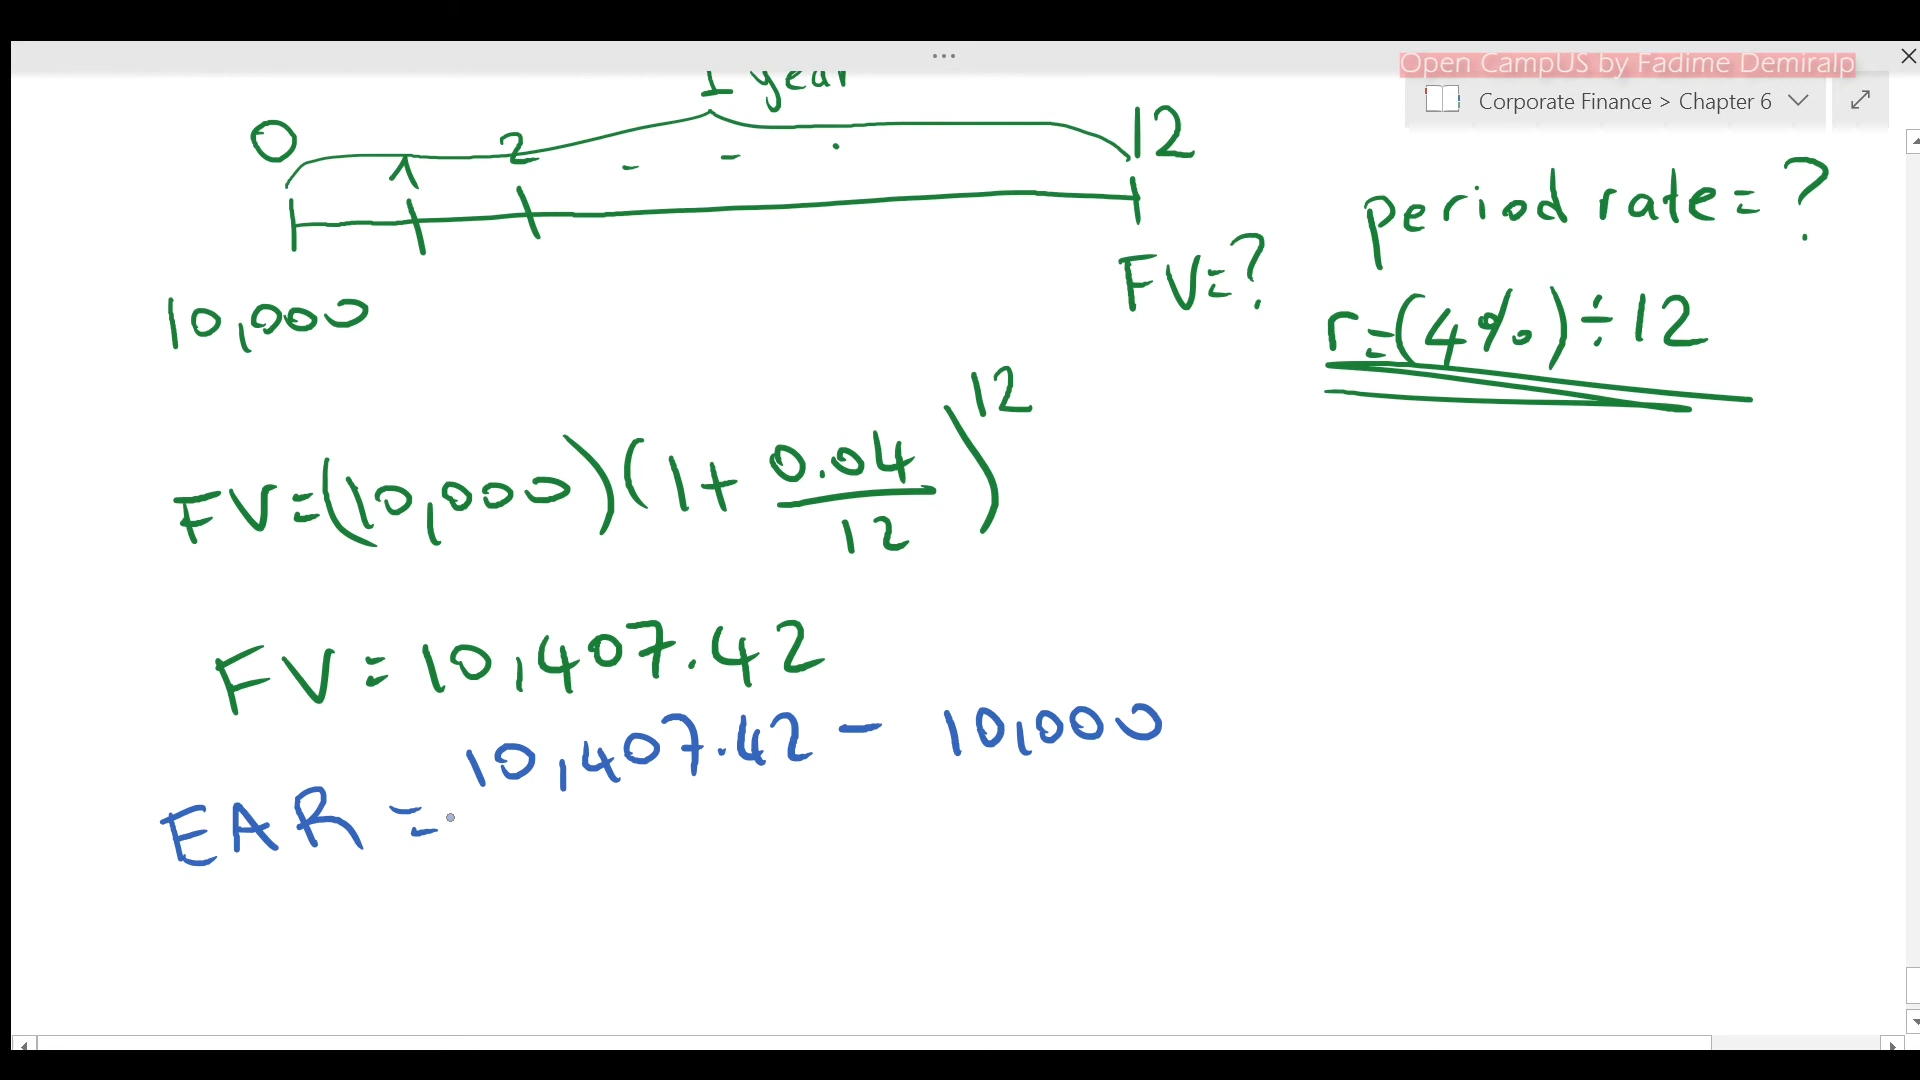 Open CampUS by Fadime Demiralp
Corporate Finance > Chapter 6
1 year
0 1 2 - - . 12
10,000
FV=?
period rate = ?
r=(4%)÷12
FV=(10,000)(1+ 0.04/12)^12
FV=10,407.42
EAR = 10,407.42 - 10,000